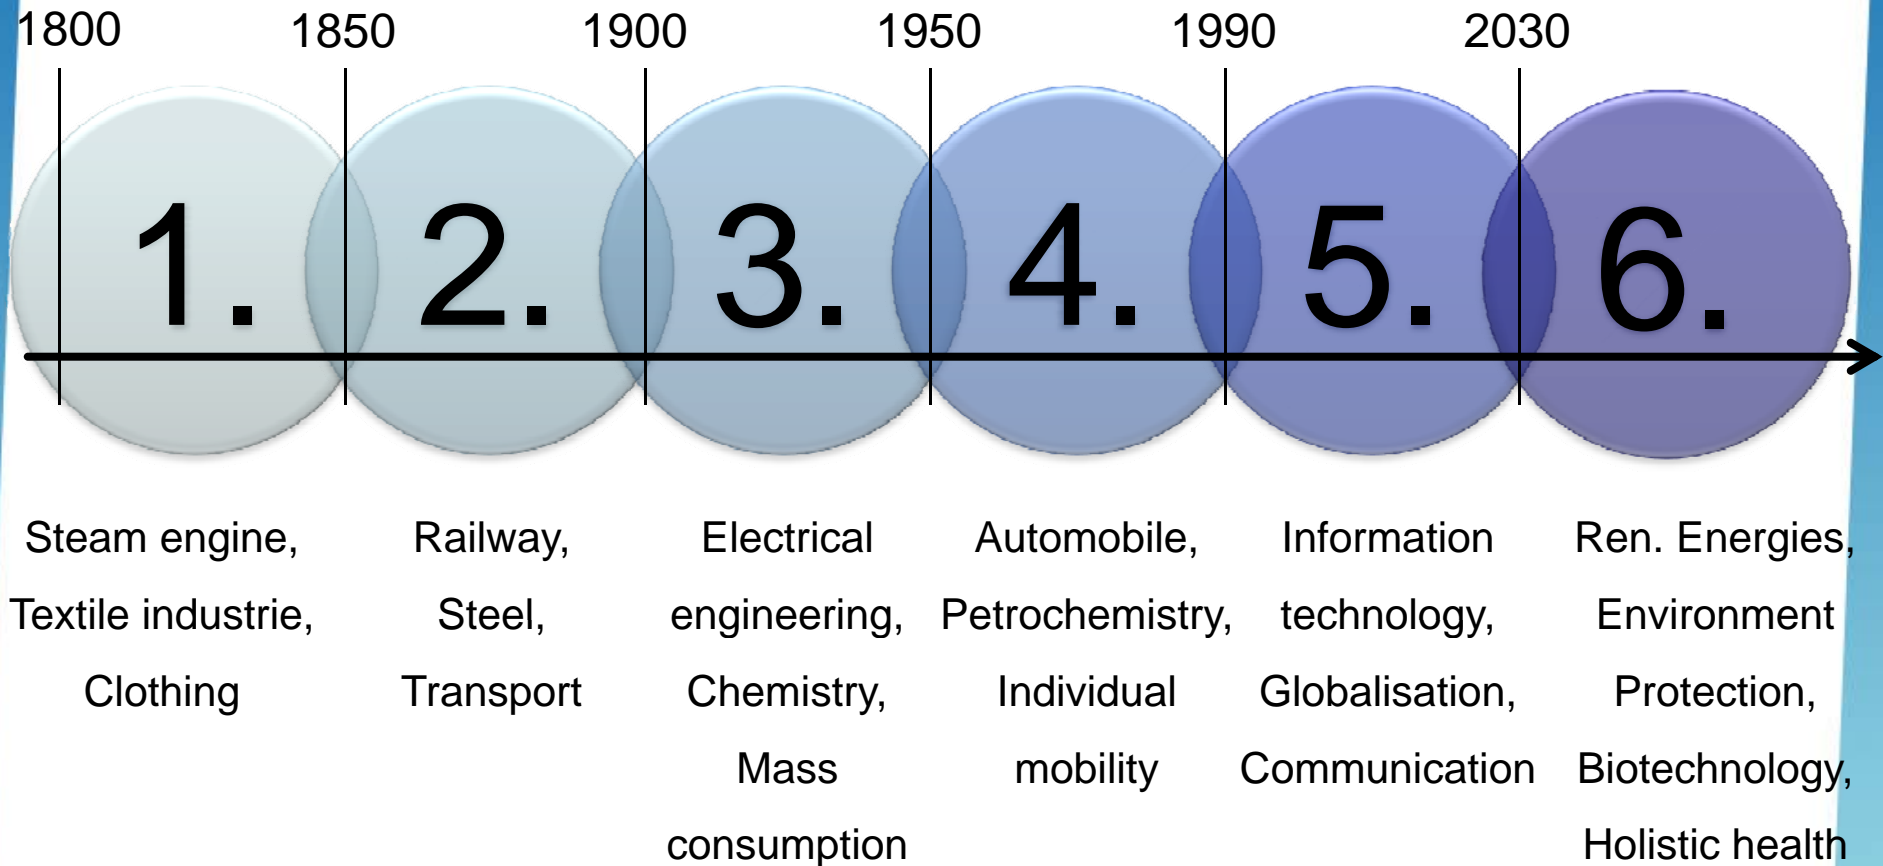 1800 1850 1900 1950 1990 2030
1. 2. 3. 4. 5. 6.
Steam engine,
Textile industrie,
Clothing
Railway,
Steel,
Transport
Electrical
engineering,
Chemistry,
Mass
consumption
Automobile,
Petrochemistry,
Individual
mobility
Information
technology,
Globalisation,
Communication
Ren. Energies,
Environment
Protection,
Biotechnology,
Holistic health